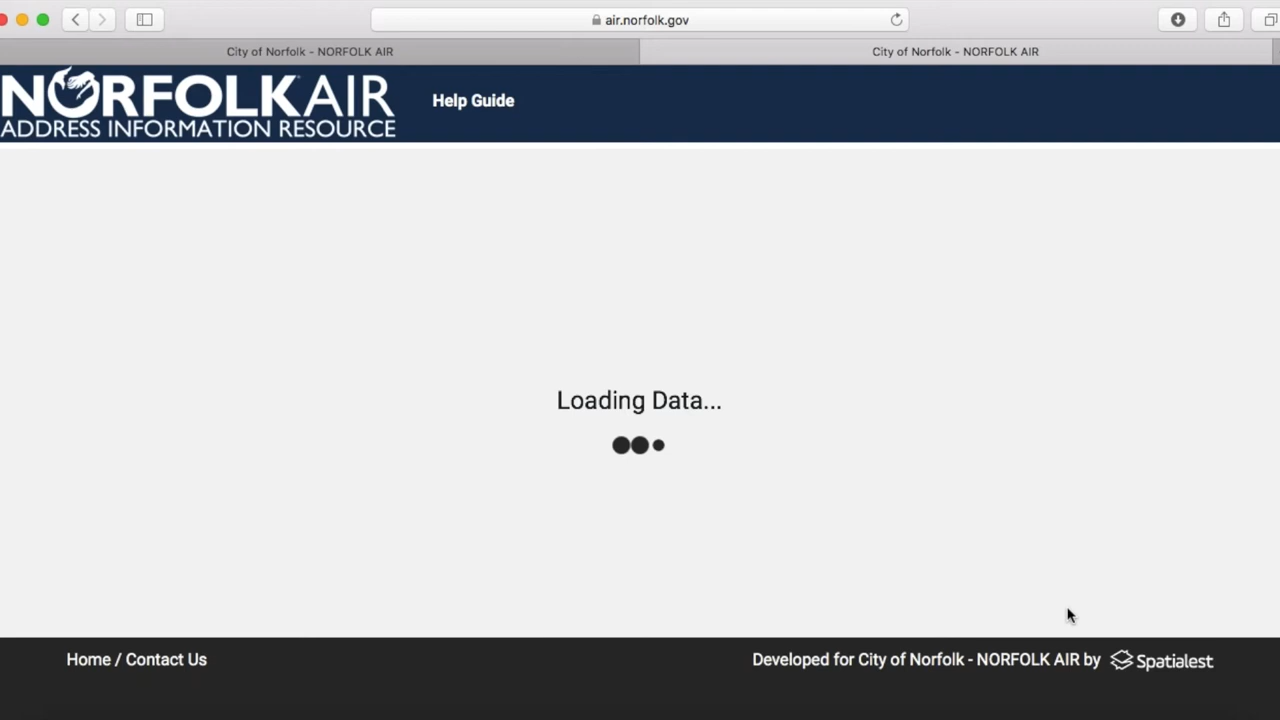 air.norfolk.gov
City of Norfolk - NORFOLK AIR
City of Norfolk - NORFOLK AIR
NORFOLKAIR
ADDRESS INFORMATION RESOURCE
Help Guide
Loading Data...
Home / Contact Us
Developed for City of Norfolk - NORFOLK AIR by Spatialest